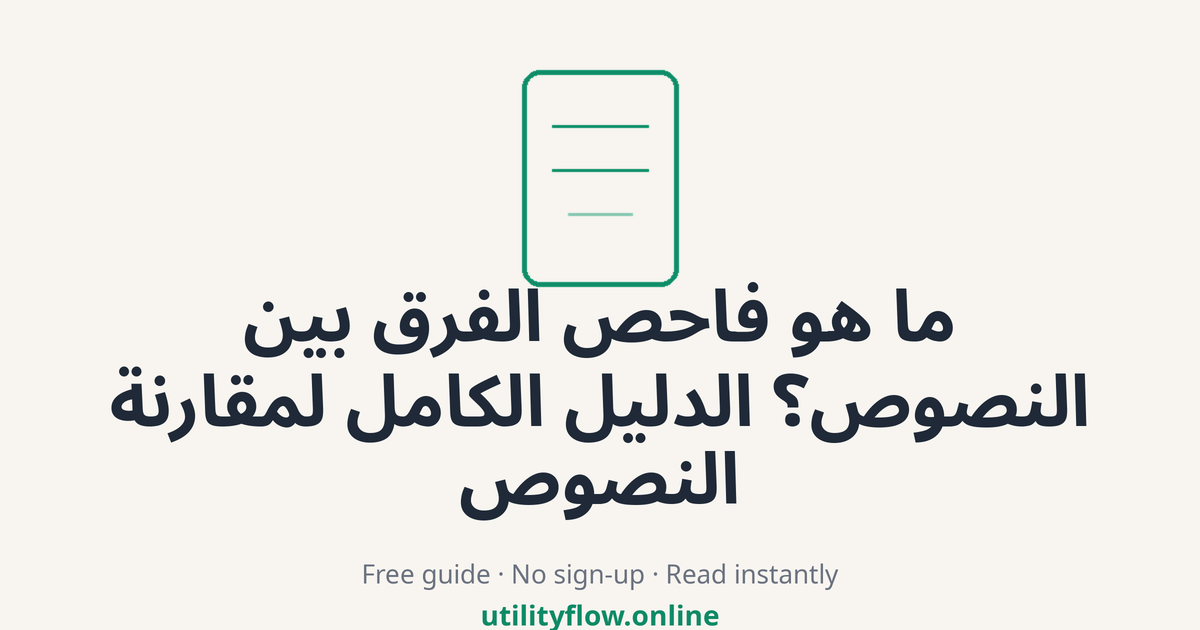 ما هو فاحص الفرق بين
النصوص؟ الدليل الكامل لمقارنة
النصوص
Free guide · No sign-up · Read instantly
utilityflow.online